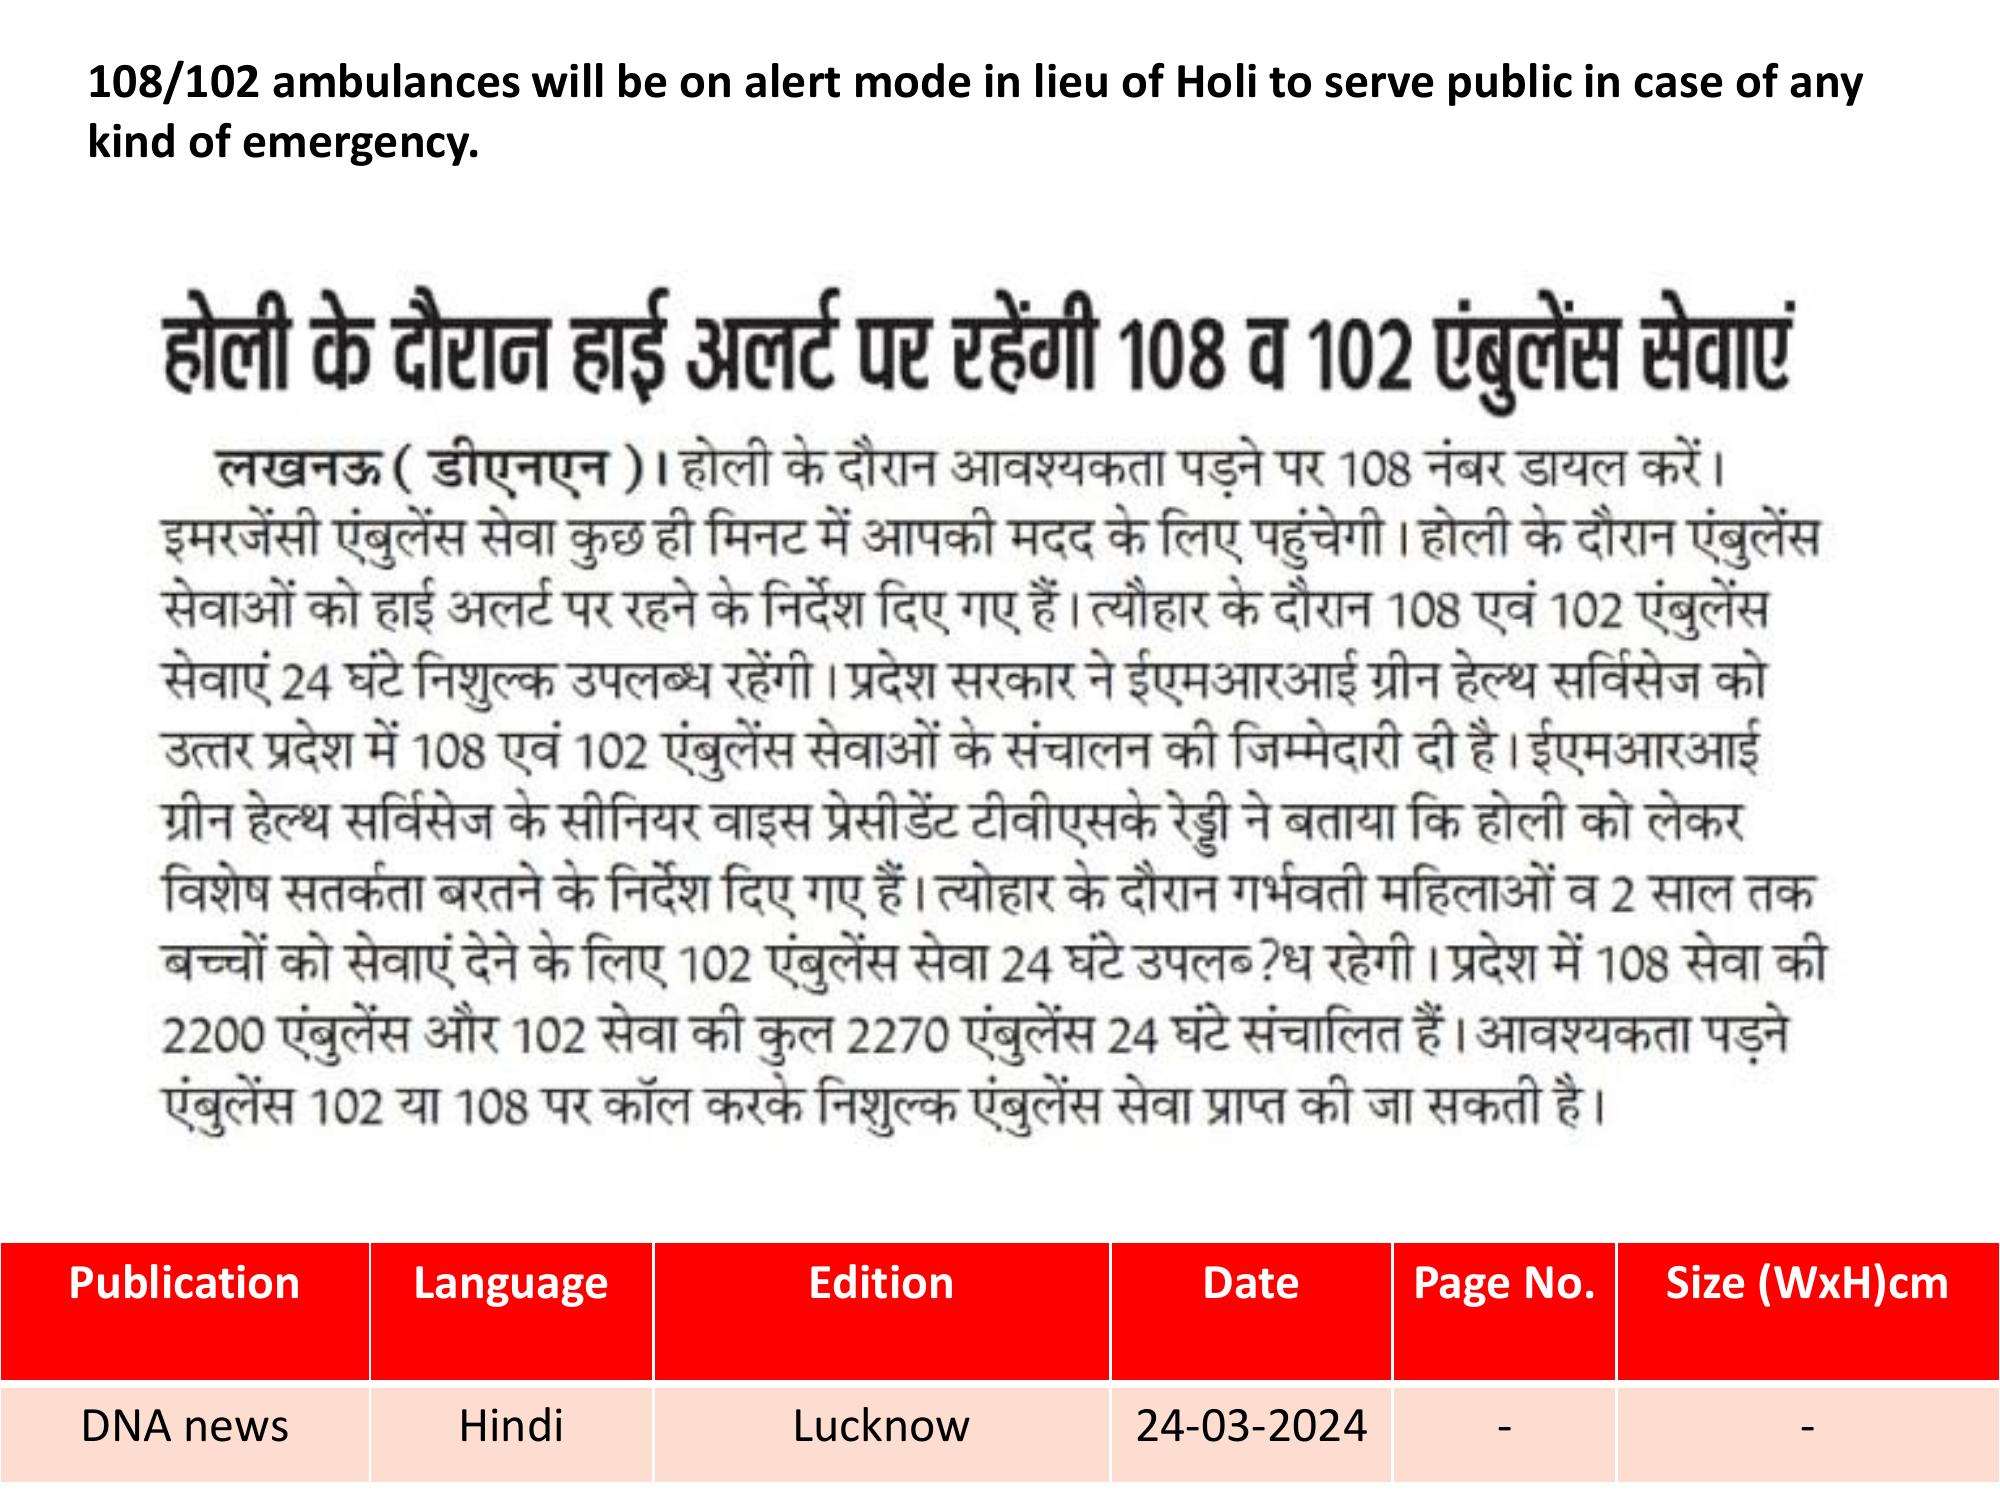 108/102 ambulances will be on alert mode in lieu of Holi to serve public in case of any
kind of emergency.
होली के दौरान हाई अलर्ट पर रहेंगी 108 व 102 एंबुलेंस सेवाएं
लखनऊ ( डीएनएन )। होली के दौरान आवश्यकता पड़ने पर 108 नंबर डायल करें।
इमरजेंसी एंबुलेंस सेवा कुछ ही मिनट में आपकी मदद के लिए पहुंचेगी। होली के दौरान एंबुलेंस
सेवाओं को हाई अलर्ट पर रहने के निर्देश दिए गए हैं। त्यौहार के दौरान 108 एवं 102 एंबुलेंस
सेवाएं 24 घंटे निशुल्क उपलब्ध रहेंगी। प्रदेश सरकार ने ईएमआरआई ग्रीन हेल्थ सर्विसेज को
उत्तर प्रदेश में 108 एवं 102 एंबुलेंस सेवाओं के संचालन की जिम्मेदारी दी है। ईएमआरआई
ग्रीन हेल्थ सर्विसेज के सीनियर वाइस प्रेसीडेंट टीवीएसके रेड्डी ने बताया कि होली को लेकर
विशेष सतर्कता बरतने के निर्देश दिए गए हैं। त्योहार के दौरान गर्भवती महिलाओं व 2 साल तक
बच्चों को सेवाएं देने के लिए 102 एंबुलेंस सेवा 24 घंटे उपलब्?ध रहेगी। प्रदेश में 108 सेवा की
2200 एंबुलेंस और 102 सेवा की कुल 2270 एंबुलेंस 24 घंटे संचालित हैं। आवश्यकता पड़ने
एंबुलेंस 102 या 108 पर कॉल करके निशुल्क एंबुलेंस सेवा प्राप्त की जा सकती है।
Publication Language Edition Date Page No. Size (WxH)cm
DNA news Hindi Lucknow 24-03-2024 - -